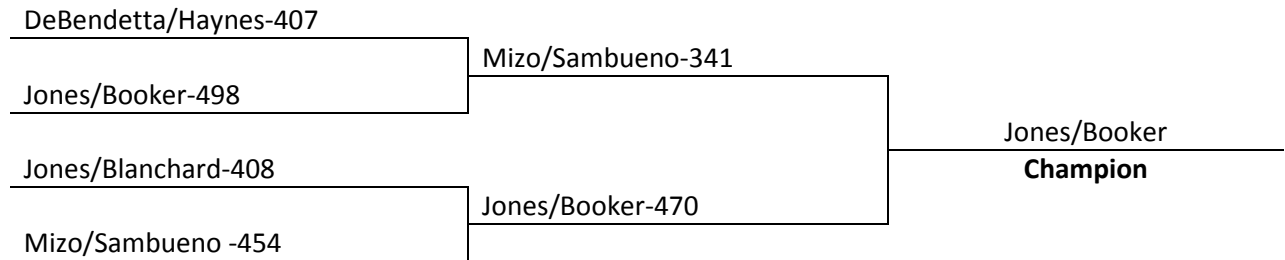 DeBendetta/Haynes-407
Mizo/Sambueno-341
Jones/Booker-498
Jones/Booker
Jones/Blanchard-408
Champion
Jones/Booker-470
Mizo/Sambueno -454